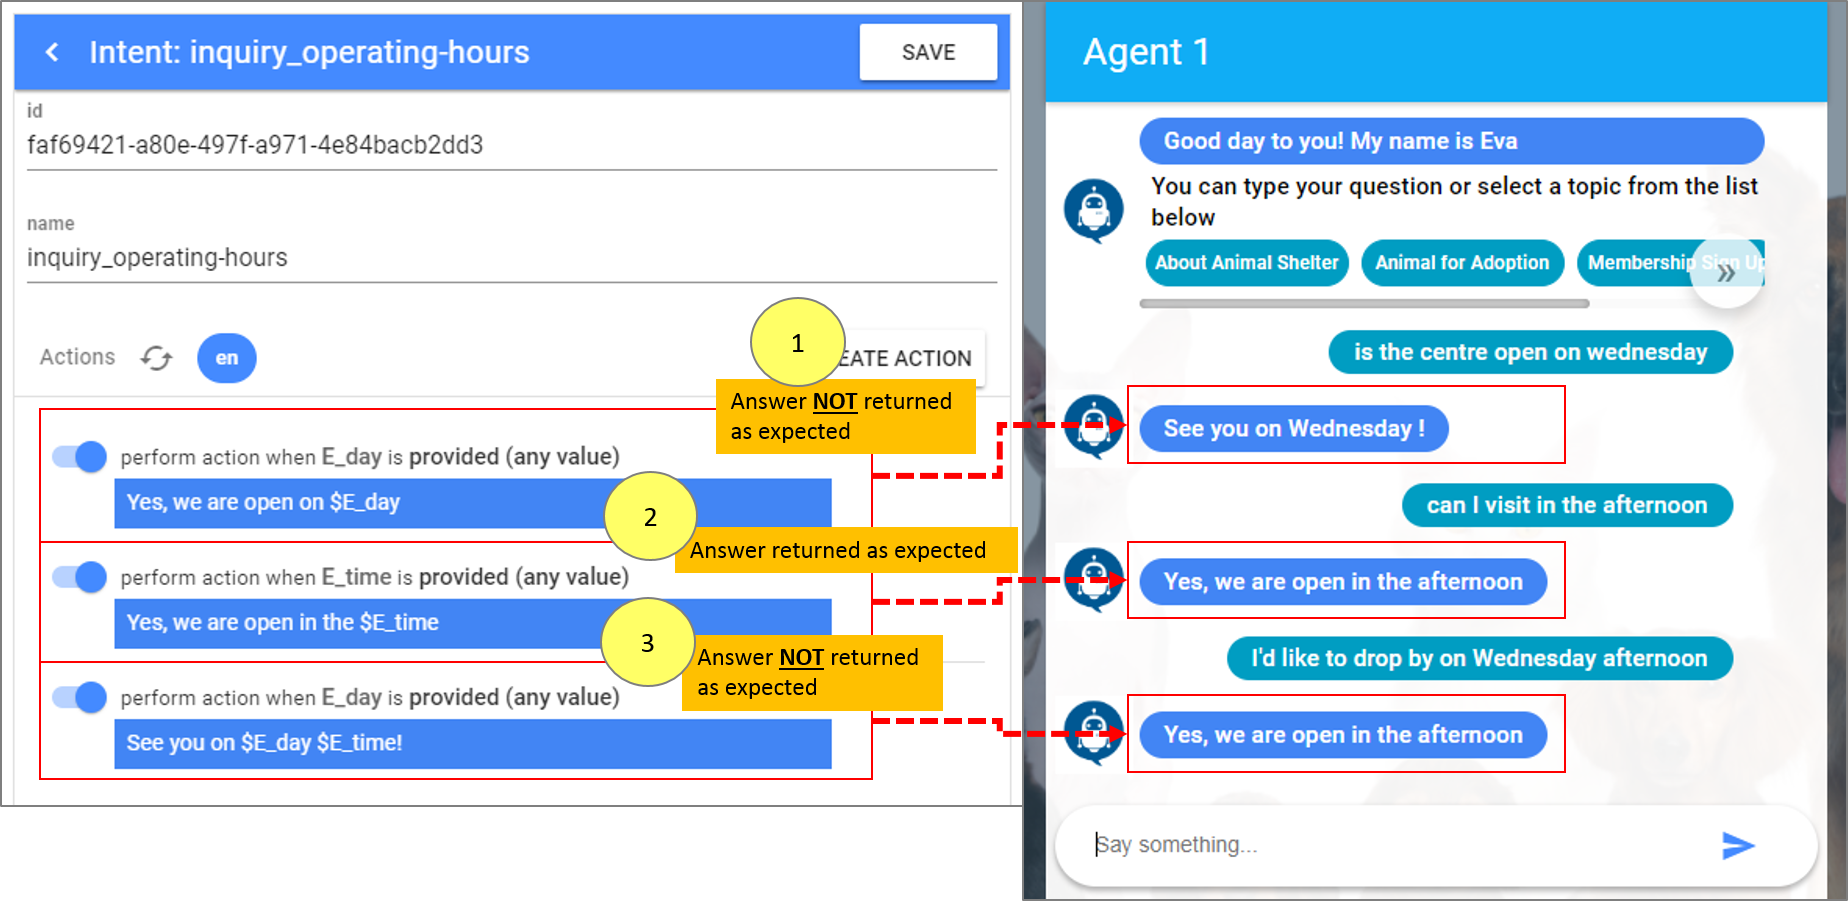 Intent: inquiry_operating-hours
SAVE
id
faf69421-a80e-497f-a971-4e84bacb2dd3
name
inquiry_operating-hours
Actions
en
EATE ACTION
1
Answer NOT returned
as expected
perform action when E_day is provided (any value)
Yes, we are open on $E_day
2
Answer returned as expected
perform action when E_time is provided (any value)
Yes, we are open in the $E_time
3
Answer NOT returned
as expected
perform action when E_day is provided (any value)
See you on $E_day $E_time!
Agent 1
Good day to you! My name is Eva
You can type your question or select a topic from the list
below
About Animal Shelter
Animal for Adoption
Membership Sign Up
»
is the centre open on wednesday
See you on Wednesday !
can I visit in the afternoon
Yes, we are open in the afternoon
I'd like to drop by on Wednesday afternoon
Yes, we are open in the afternoon
Say something...